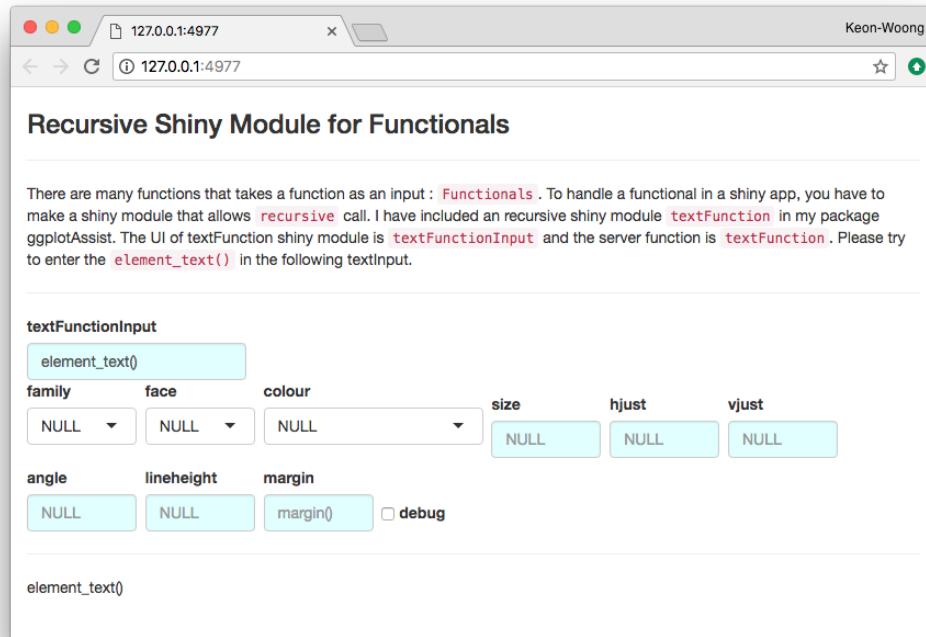 127.0.0.1:4977
Keon-Woong
127.0.0.1:4977
Recursive Shiny Module for Functionals
There are many functions that takes a function as an input : Functionals. To handle a functional in a shiny app, you have to
make a shiny module that allows recursive call. I have included an recursive shiny module textFunction in my package
ggplotAssist. The UI of textFunction shiny module is textFunctionInput and the server function is textFunction. Please try
to enter the element_text() in the following textInput.
textFunctionInput
element_text()
family face colour size hjust vjust
NULL NULL NULL NULL NULL NULL
angle lineheight margin
NULL NULL margin() debug
element_text()